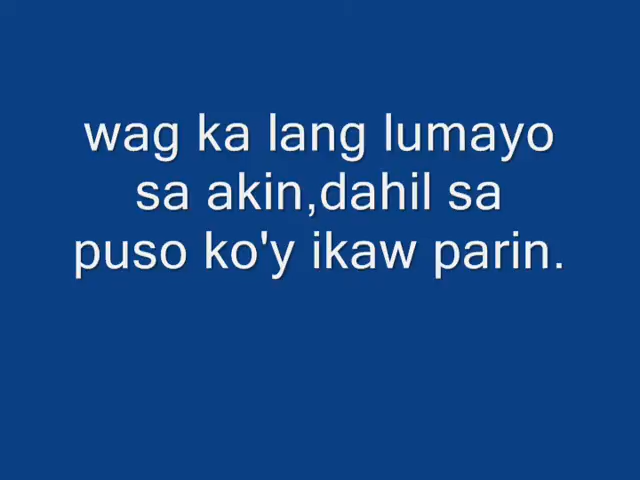 wag ka lang lumayo
sa akin,dahil sa
puso ko'y ikaw parin.